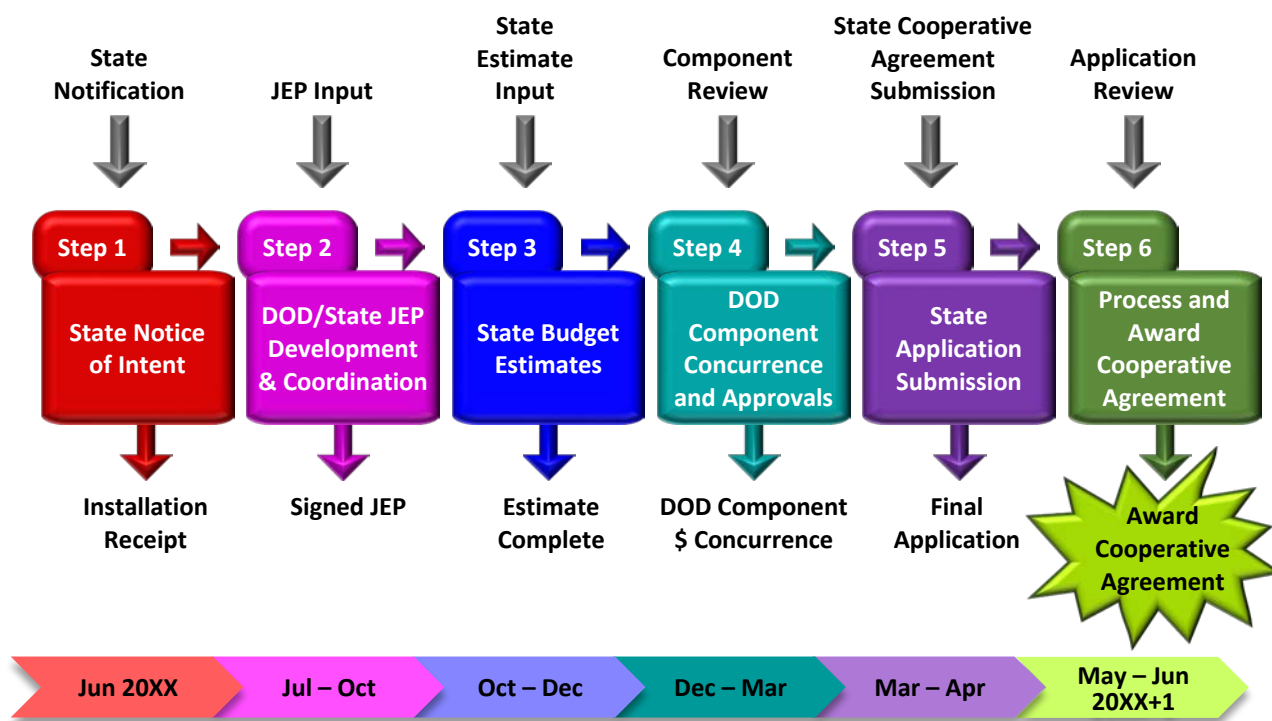 State
Notification
JEP Input
State
Estimate
Input
Component
Review
State Cooperative
Agreement
Submission
Application
Review
Step 1
Step 2
Step 3
Step 4
Step 5
Step 6
State Notice
of Intent
DOD/State JEP
Development
& Coordination
State Budget
Estimates
DOD
Component
Concurrence
and Approvals
State
Application
Submission
Process and
Award
Cooperative
Agreement
Installation
Receipt
Signed JEP
Estimate
Complete
DOD Component
$ Concurrence
Final
Application
Award
Cooperative
Agreement
Jun 20XX
Jul – Oct
Oct – Dec
Dec – Mar
Mar – Apr
May – Jun
20XX+1